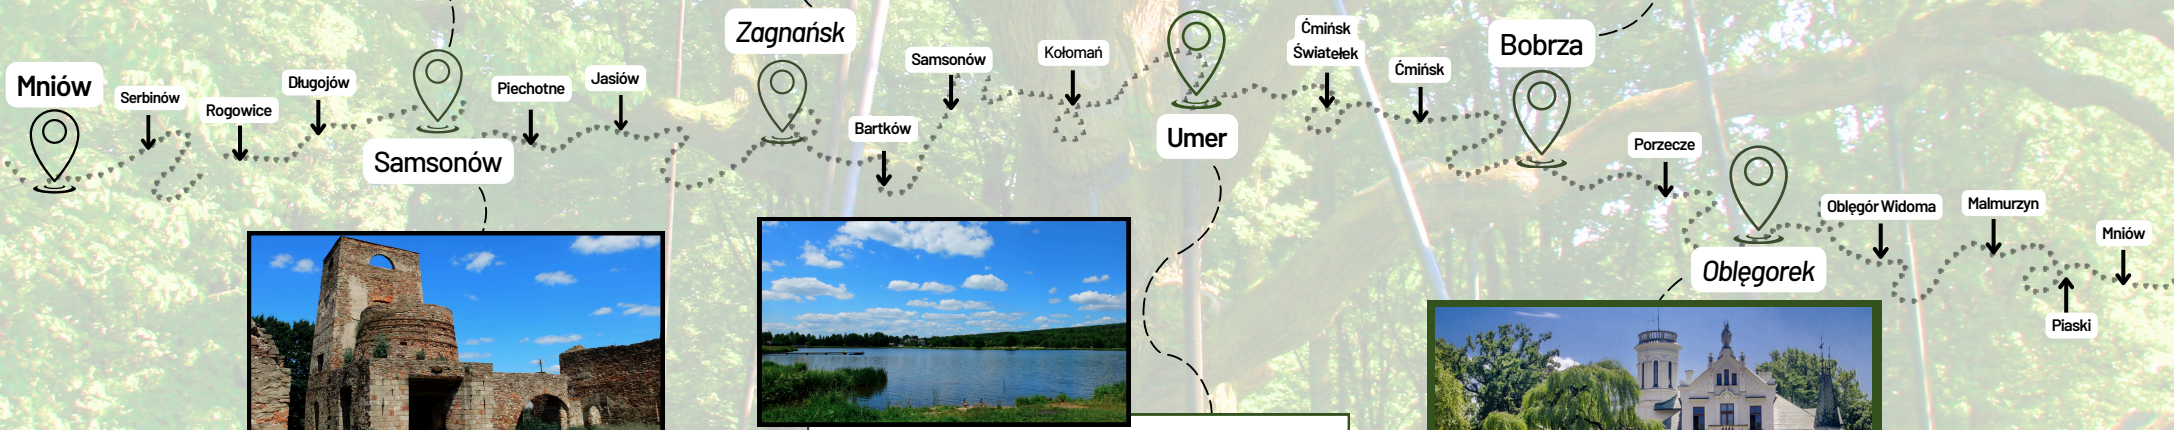 Mniów
Serbinów
Rogowice
Długojów
Samsonów
Piechotne
Jasiów
Zagnańsk
Bartków
Samsonów
Kołomań
Umer
Ćmińsk
Światełek
Ćmińsk
Bobrza
Porzecze
Oblęgorek
Oblęgór Widoma
Malmurzyn
Piaski
Mniów